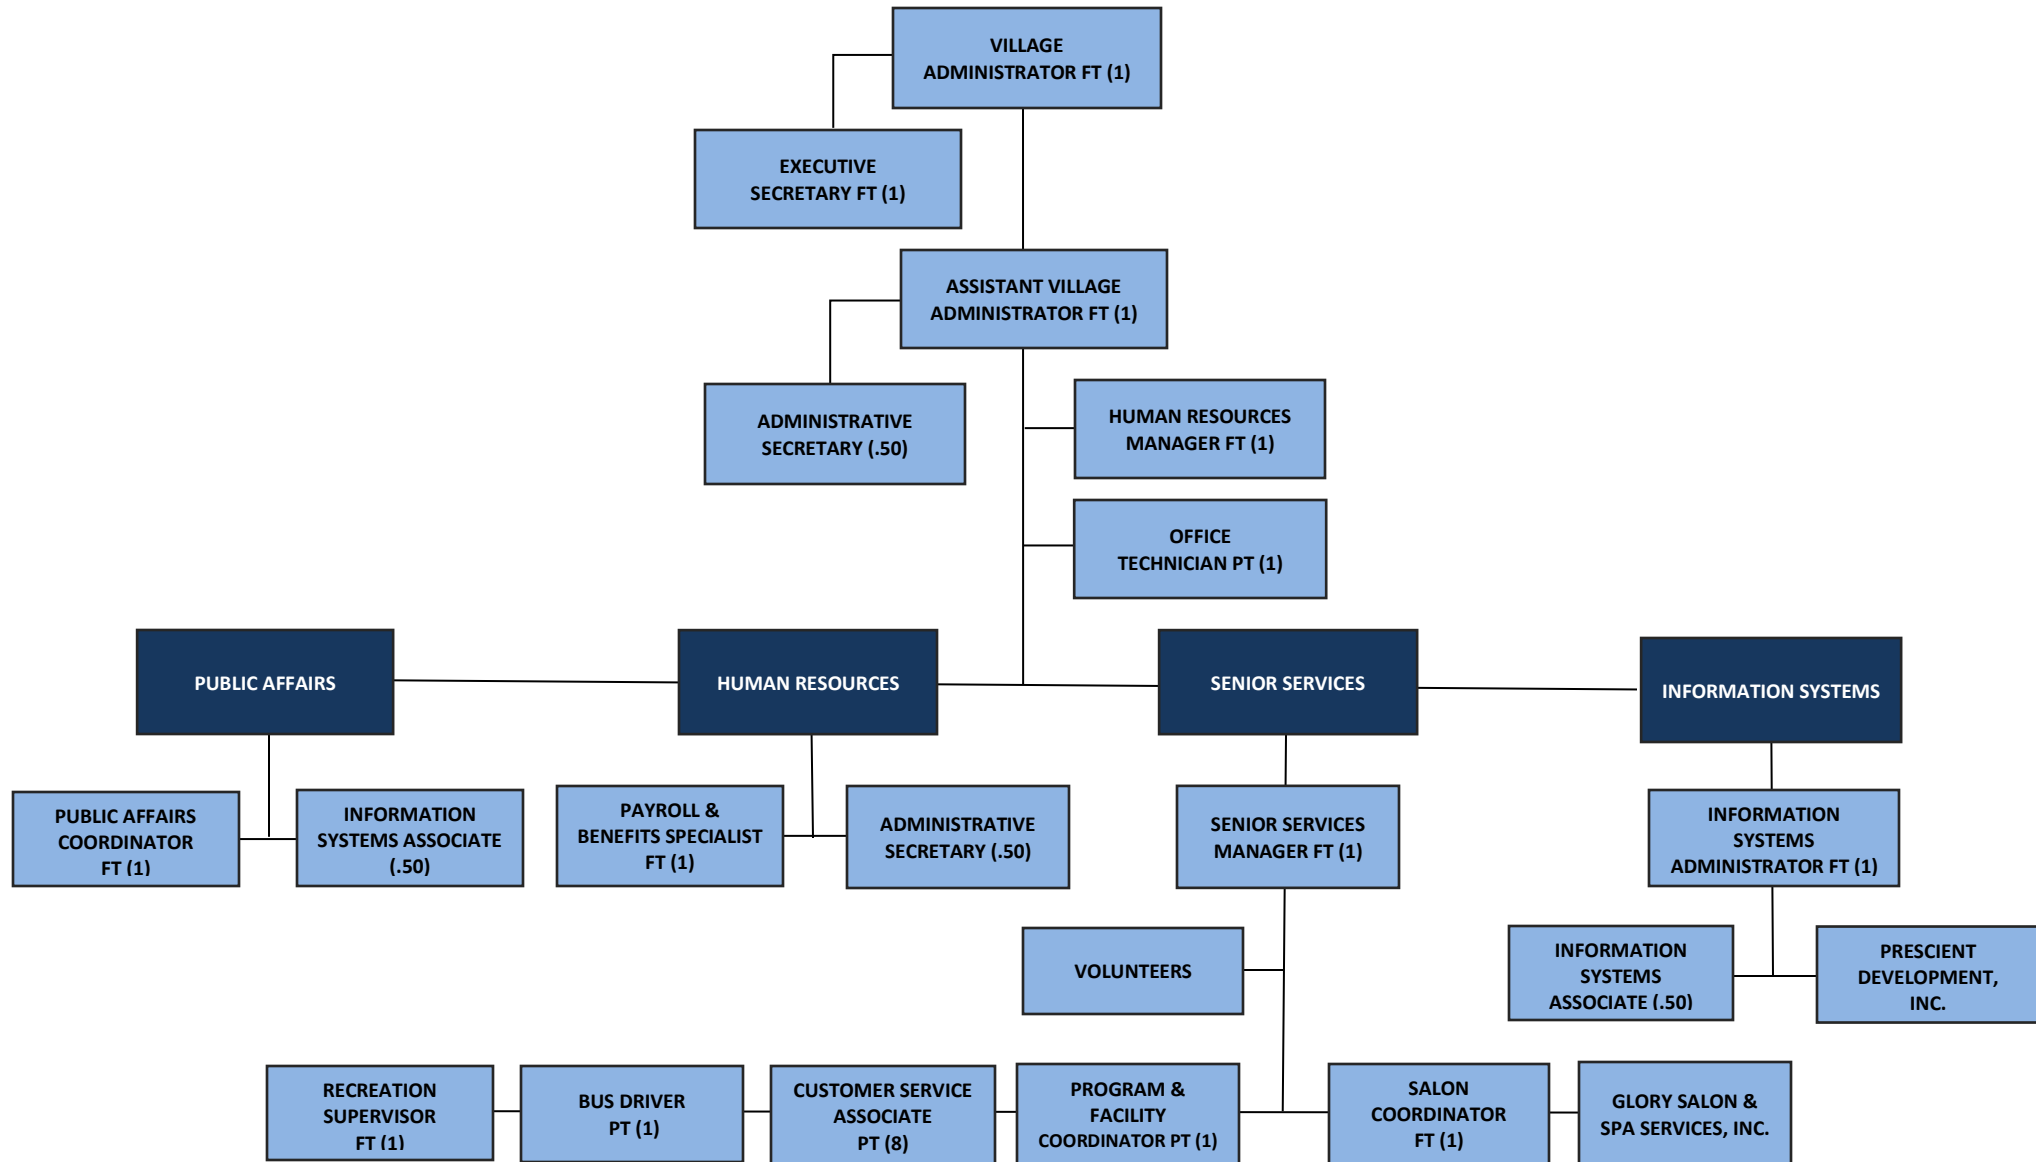 VILLAGE
ADMINISTRATOR FT (1)
EXECUTIVE
SECRETARY FT (1)
ASSISTANT VILLAGE
ADMINISTRATOR FT (1)
ADMINISTRATIVE
SECRETARY (.50)
HUMAN RESOURCES
MANAGER FT (1)
OFFICE
TECHNICIAN PT (1)
PUBLIC AFFAIRS
HUMAN RESOURCES
SENIOR SERVICES
INFORMATION SYSTEMS
PUBLIC AFFAIRS
COORDINATOR
FT (1)
INFORMATION
SYSTEMS ASSOCIATE
(.50)
PAYROLL &
BENEFITS SPECIALIST
FT (1)
ADMINISTRATIVE
SECRETARY (.50)
SENIOR SERVICES
MANAGER FT (1)
INFORMATION
SYSTEMS
ADMINISTRATOR FT (1)
VOLUNTEERS
INFORMATION
SYSTEMS
ASSOCIATE (.50)
PRESCIENT
DEVELOPMENT,
INC.
RECREATION
SUPERVISOR
FT (1)
BUS DRIVER
PT (1)
CUSTOMER SERVICE
ASSOCIATE
PT (8)
PROGRAM &
FACILITY
COORDINATOR PT (1)
SALON
COORDINATOR
FT (1)
GLORY SALON &
SPA SERVICES, INC.